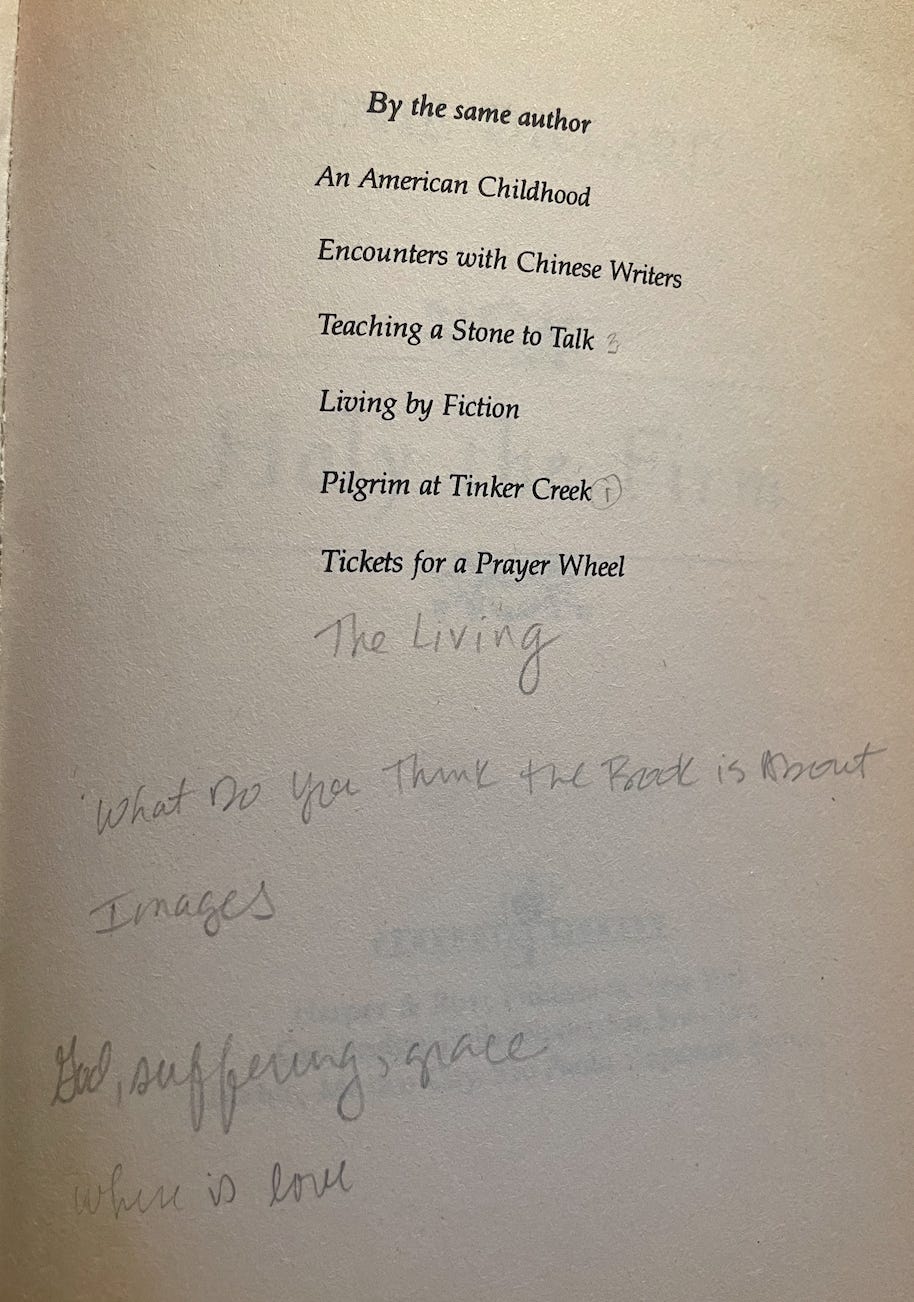 By the same author
An American Childhood
Encounters with Chinese Writers
Teaching a Stone to Talk 3
Living by Fiction
Pilgrim at Tinker Creek 1
Tickets for a Prayer Wheel
The Living
What Do You Think the Book is About
Images
God, suffering, grace
where is love